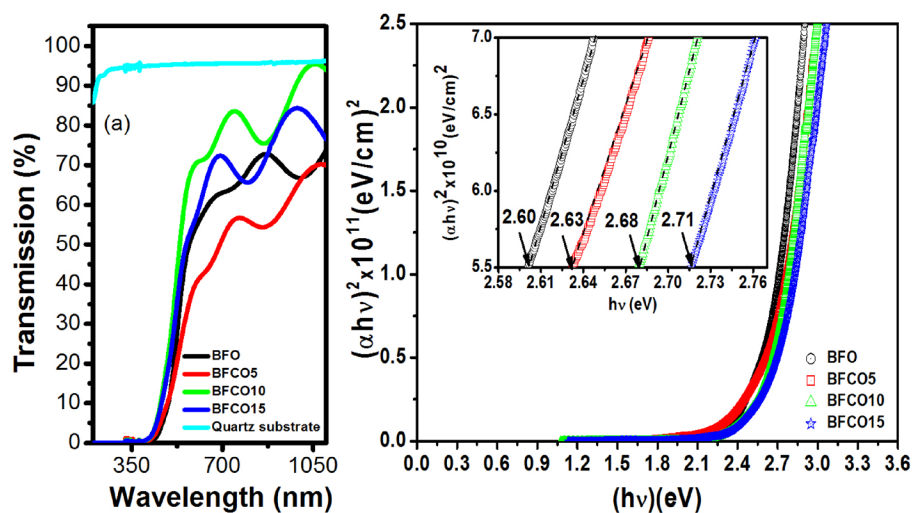 100
90
80
70
60
50
40
30
20
10
0
Transmission (%)
(a)
BFO
BFCO5
BFCO10
BFCO15
Quartz substrate
350 700 1050
Wavelength (nm)
2.5
2.0
1.5
1.0
0.5
0.0
(αhν)²x10¹¹(eV/cm)²
7.0
6.5
6.0
5.5
(αhν)²x10¹⁰(eV/cm)²
2.60 2.63 2.68 2.71
2.58 2.61 2.64 2.67 2.70 2.73 2.76
hν (eV)
BFO
BFCO5
BFCO10
BFCO15
0.0 0.3 0.6 0.9 1.2 1.5 1.8 2.1 2.4 2.7 3.0 3.3 3.6
(hν)(eV)